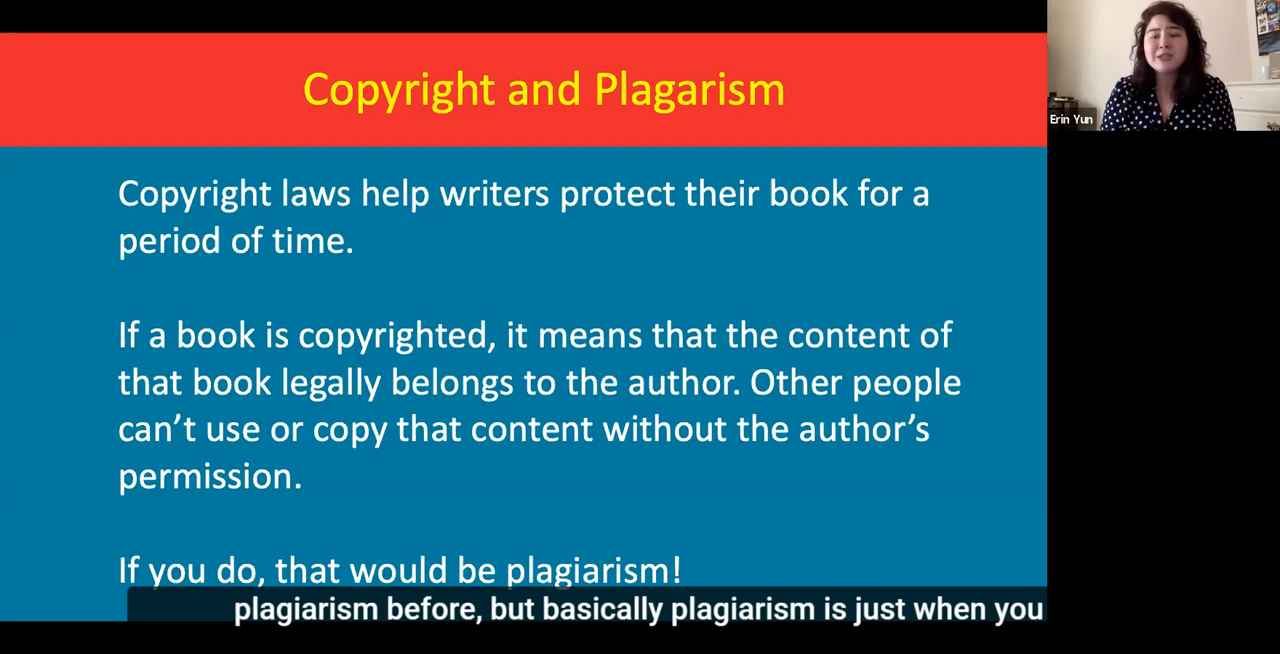 Copyright and Plagarism
Erin Yun
Copyright laws help writers protect their book for a
period of time.
If a book is copyrighted, it means that the content of
that book legally belongs to the author. Other people
can’t use or copy that content without the author’s
permission.
If you do, that would be plagiarism!
plagiarism before, but basically plagiarism is just when you